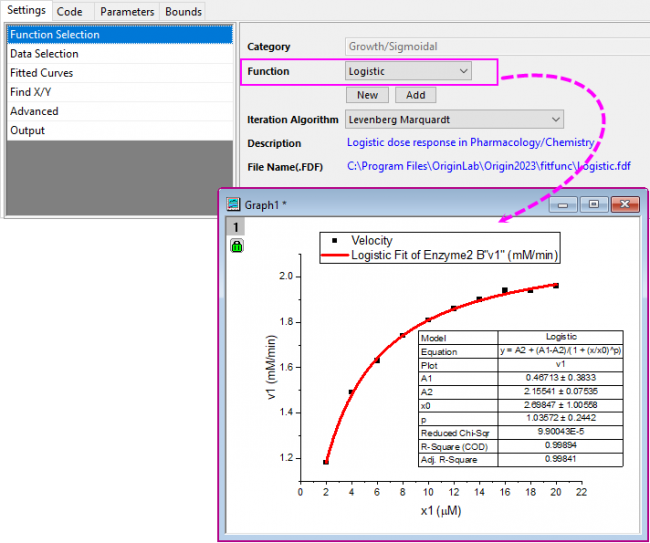 Settings Code Parameters Bounds
Function Selection
Data Selection
Fitted Curves
Find X/Y
Advanced
Output
Category Growth/Sigmoidal
Function Logistic
New Add
Iteration Algorithm Levenberg Marquardt
Description Logistic dose response in Pharmacology/Chemistry
File Name(.FDF) C:\Program Files\OriginLab\Origin2023\fitfunc\Logistic.fdf
Graph1 *
1
Velocity
Logistic Fit of Enzyme2 B"v1" (mM/min)
2.0
1.8
1.6
1.4
1.2
v1 (mM/min)
Model Logistic
Equation y = A2 + (A1-A2)/(1 + (x/x0)^p)
Plot v1
A1 0.46713 ± 0.3833
A2 2.15541 ± 0.07535
x0 2.69847 ± 1.00558
p 1.03572 ± 0.2442
Reduced Chi-Sqr 9.90043E-5
R-Square (COD) 0.99894
Adj. R-Square 0.99841
0 2 4 6 8 10 12 14 16 18 20 22
x1 (μM)